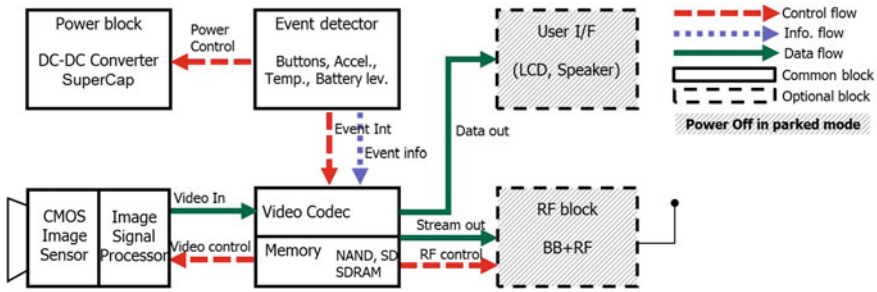 Power block
DC-DC Converter
SuperCap
Power
Control
Event detector
Buttons, Accel.,
Temp., Battery lev.
User I/F
(LCD, Speaker)
Control flow
Info. flow
Data flow
Common block
Optional block
Power Off in parked mode
Event Int
Event info
Data out
CMOS
Image
Sensor
Image
Signal
Processor
Video In
Video control
Video Codec
Memory
NAND, SD
SDRAM
Stream out
RF control
RF block
BB+RF